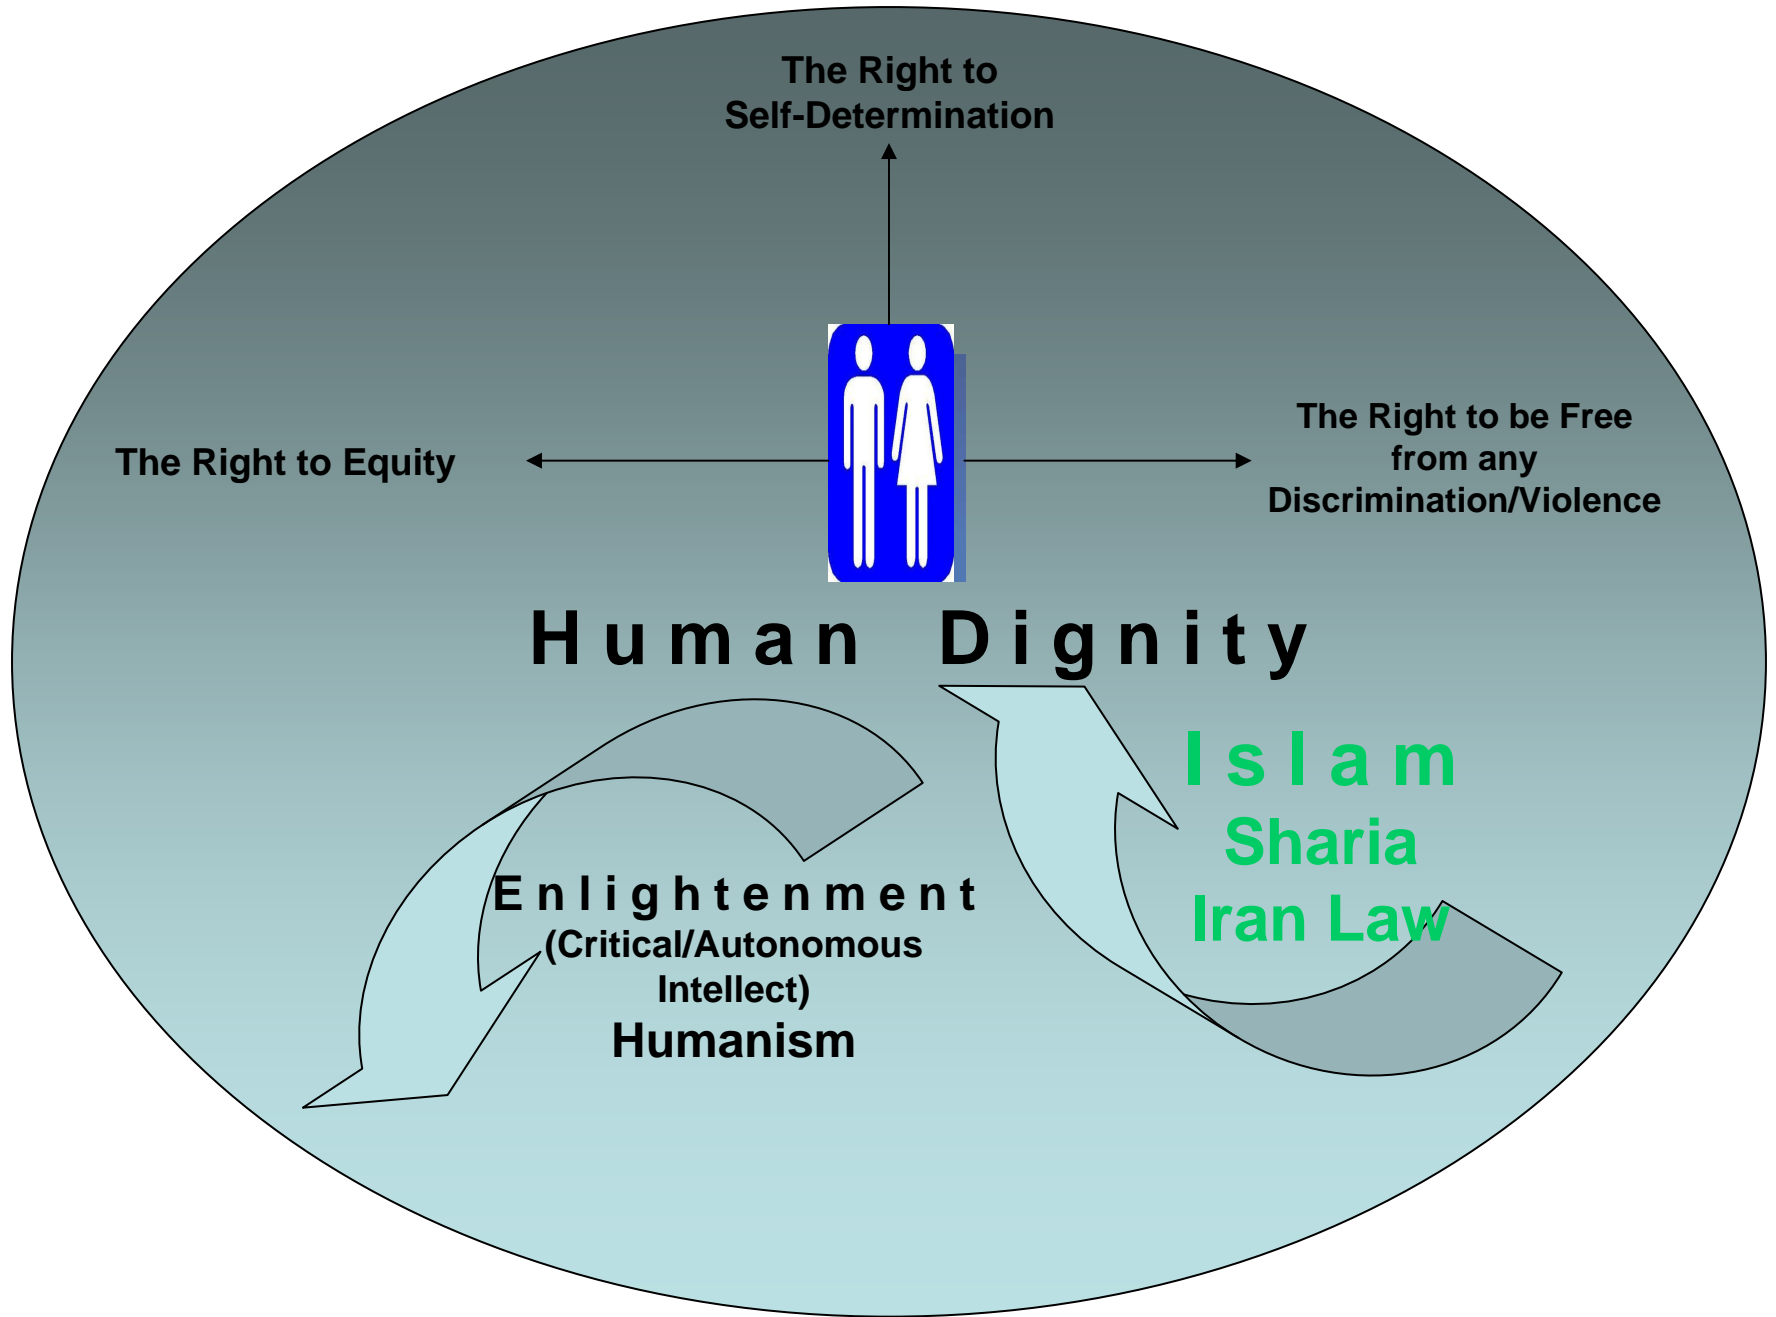 The Right to
Self-Determination
The Right to Equity
The Right to be Free
from any
Discrimination/Violence
Human Dignity
Islam
Sharia
Iran Law
Enlightenment
(Critical/Autonomous
Intellect)
Humanism